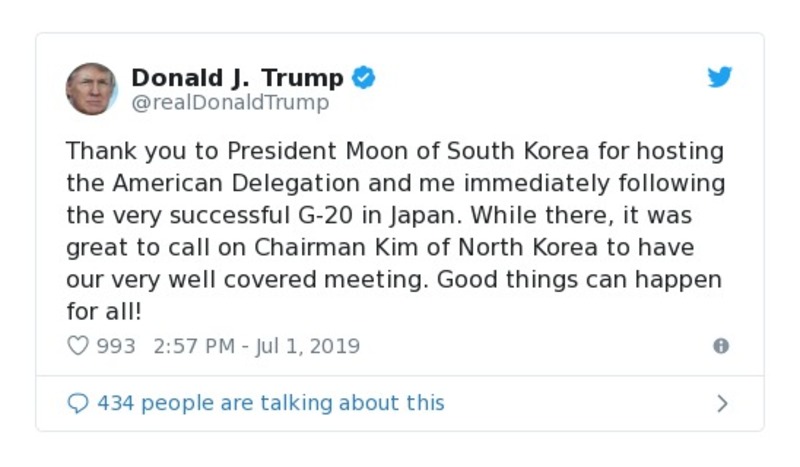 Donald J. Trump
@realDonaldTrump
Thank you to President Moon of South Korea for hosting
the American Delegation and me immediately following
the very successful G-20 in Japan. While there, it was
great to call on Chairman Kim of North Korea to have
our very well covered meeting. Good things can happen
for all!
993 2:57 PM - Jul 1, 2019
434 people are talking about this